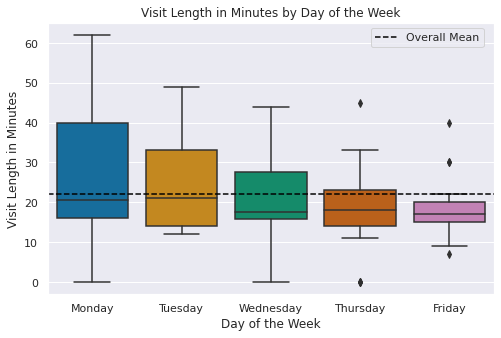 Visit Length in Minutes by Day of the Week
Overall Mean
Visit Length in Minutes
60
50
40
30
20
10
0
Monday Tuesday Wednesday Thursday Friday
Day of the Week